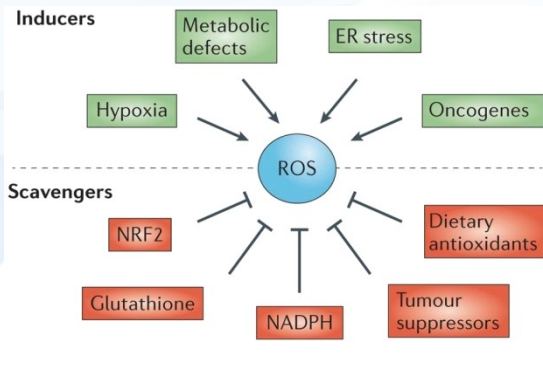 Inducers
Metabolic
defects
ER stress
Hypoxia
Oncogenes
ROS
Scavengers
NRF2
Dietary
antioxidants
Glutathione
NADPH
Tumour
suppressors